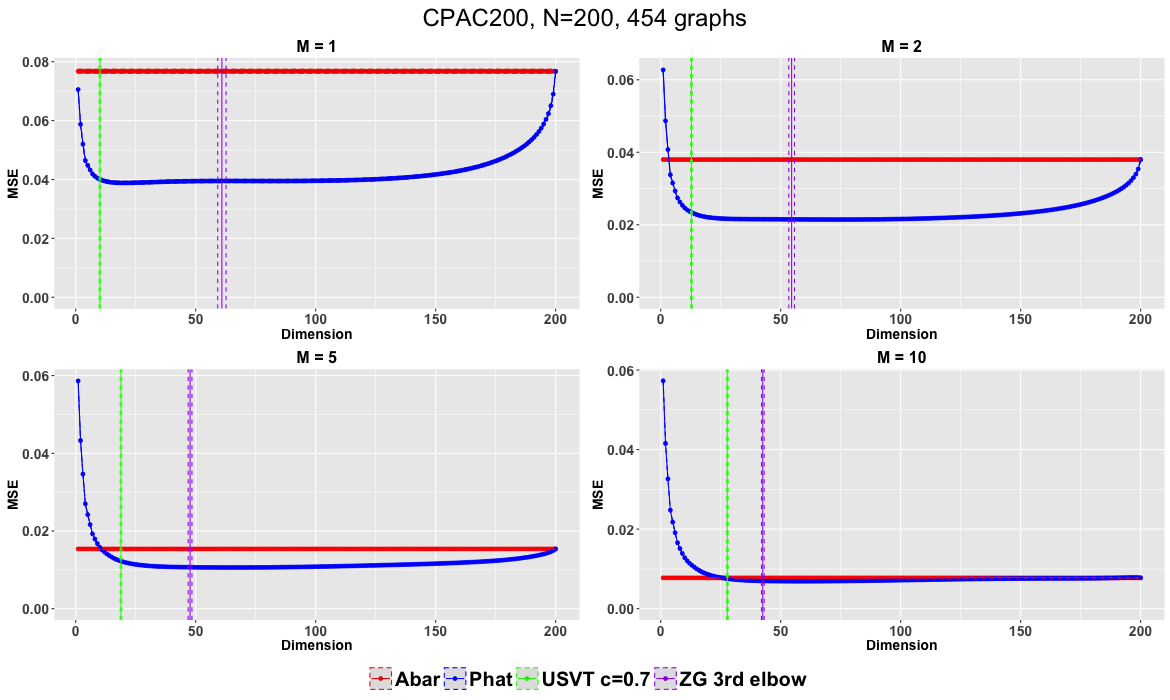 CPAC200, N=200, 454 graphs
M = 1
MSE
0.08
0.06
0.04
0.02
0.00
0 50 100 150 200
Dimension
M = 2
MSE
0.06
0.04
0.02
0.00
0 50 100 150 200
Dimension
M = 5
MSE
0.06
0.04
0.02
0.00
0 50 100 150 200
Dimension
M = 10
MSE
0.06
0.04
0.02
0.00
0 50 100 150 200
Dimension
Abar Phat USVT c=0.7 ZG 3rd elbow